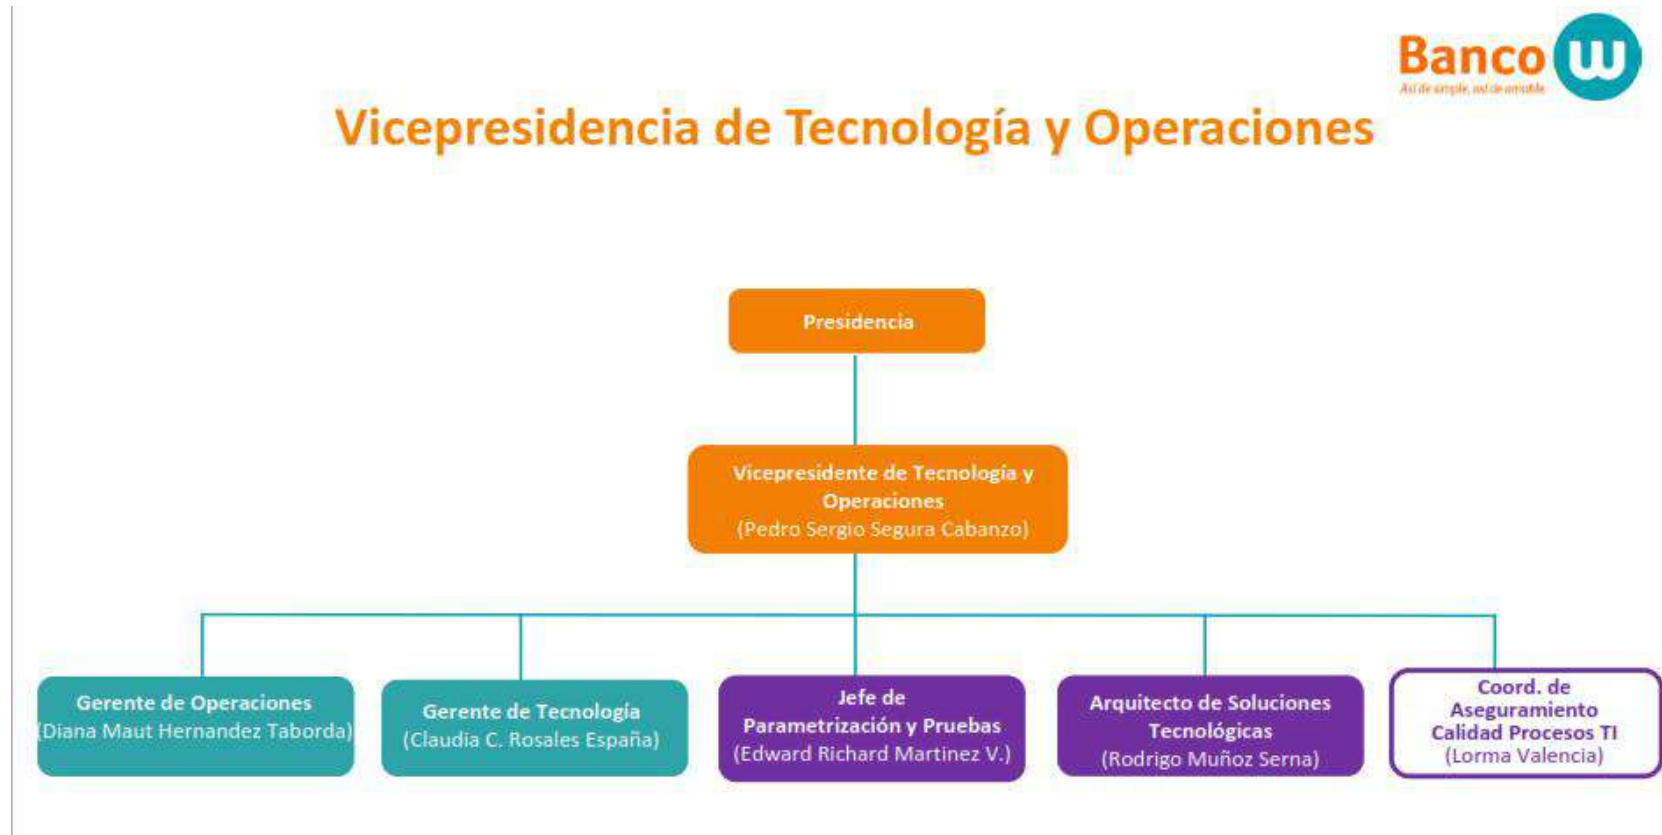 Banco W
Así de simple, así de amable.
Vicepresidencia de Tecnología y Operaciones
Presidencia
Vicepresidente de Tecnología y
Operaciones
(Pedro Sergio Segura Cabanzo)
Gerente de Operaciones
(Diana Maut Hernandez Taborda)
Gerente de Tecnología
(Claudia C. Rosales España)
Jefe de
Parametrización y Pruebas
(Edward Richard Martinez V.)
Arquitecto de Soluciones
Tecnológicas
(Rodrigo Muñoz Serna)
Coord. de
Aseguramiento
Calidad Procesos TI
(Lorma Valencia)